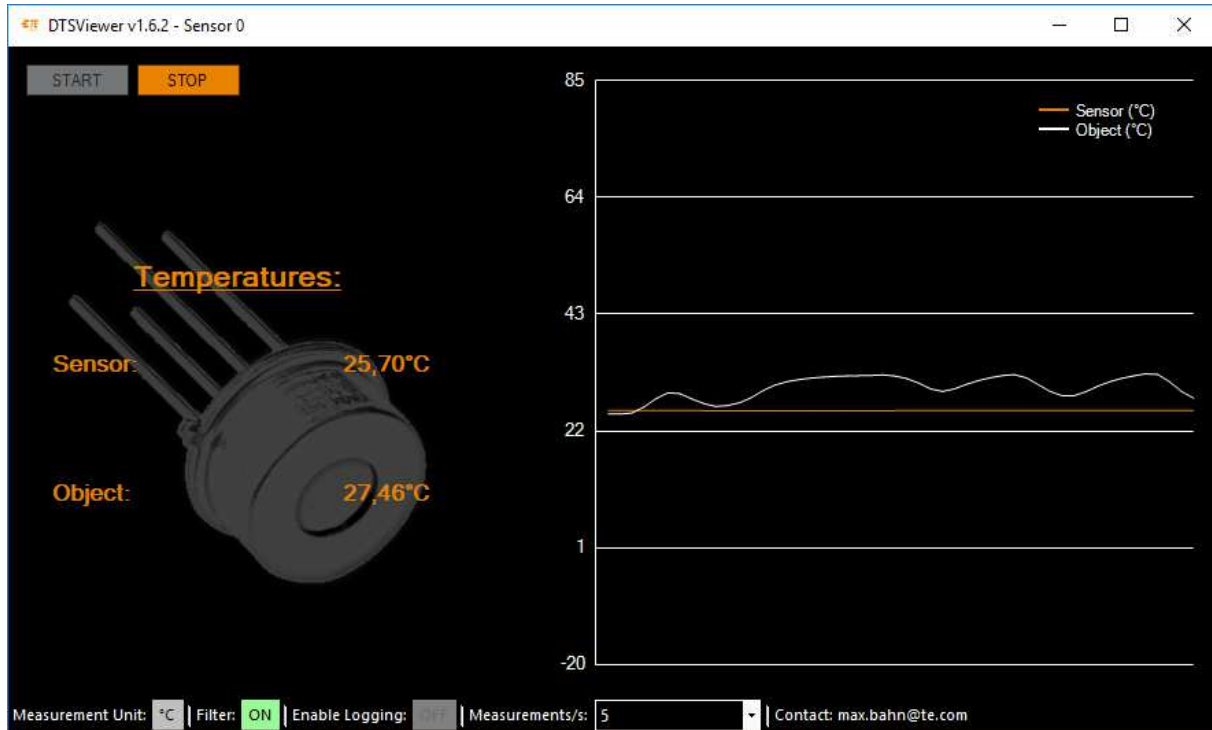 DTSViewer v1.6.2 - Sensor 0
START STOP
Temperatures:
Sensor: 25,70°C
Object: 27,46°C
85
64
43
22
1
-20
Sensor (°C)
Object (°C)
Measurement Unit: °C Filter: ON Enable Logging: OFF Measurements/s: 5 Contact: max.bahn@te.com